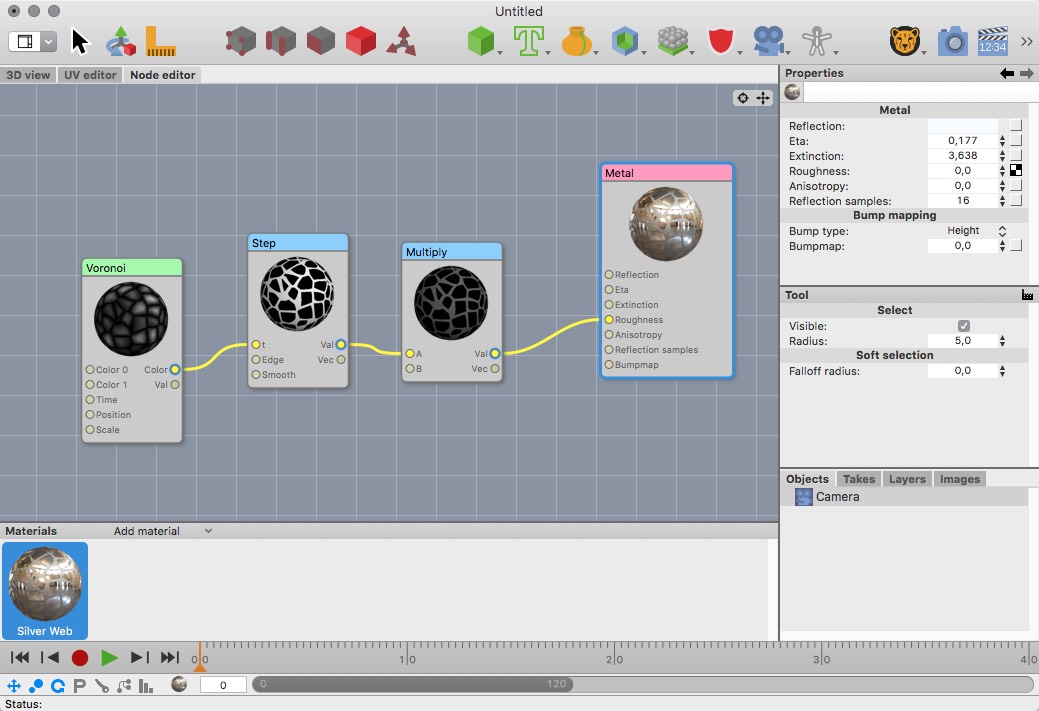 Untitled
12:34
3D view
UV editor
Node editor
Voronoi
Color 0
Color
Color 1
Val
Time
Position
Scale
Step
t
Val
Edge
Vec
Smooth
Multiply
A
Val
B
Vec
Metal
Reflection
Eta
Extinction
Roughness
Anisotropy
Reflection samples
Bumpmap
Properties
Metal
Reflection:
Eta: 0,177
Extinction: 3,638
Roughness: 0,0
Anisotropy: 0,0
Reflection samples: 16
Bump mapping
Bump type: Height
Bumpmap: 0,0
Tool
Select
Visible:
Radius: 5,0
Soft selection
Falloff radius: 0,0
Objects
Takes
Layers
Images
Camera
Materials
Add material
Silver Web
0|0 1|0 2|0 3|0 4|0
0
0
120
Status: